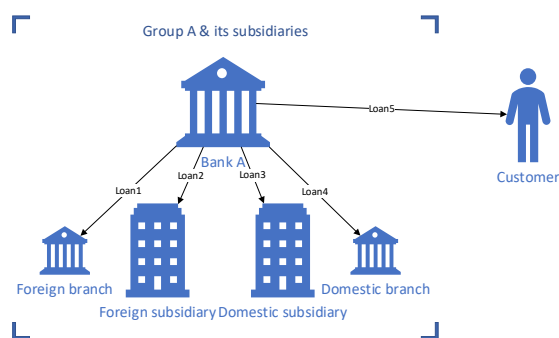 Group A & its subsidiaries
Loan5
Bank A
Customer
Loan1
Loan2
Loan3
Loan4
Foreign branch
Domestic branch
Foreign subsidiary
Domestic subsidiary